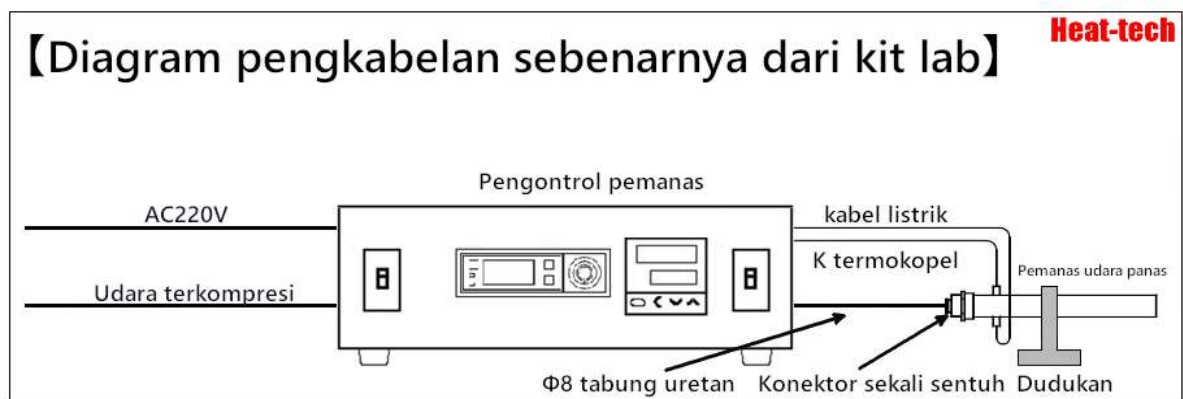 Heat-tech
【Diagram pengkabelan sebenarnya dari kit lab】
Pengontrol pemanas
AC220V
kabel listrik
K termokopel
Pemanas udara panas
Udara terkompresi
Φ8 tabung uretan
Konektor sekali sentuh
Dudukan